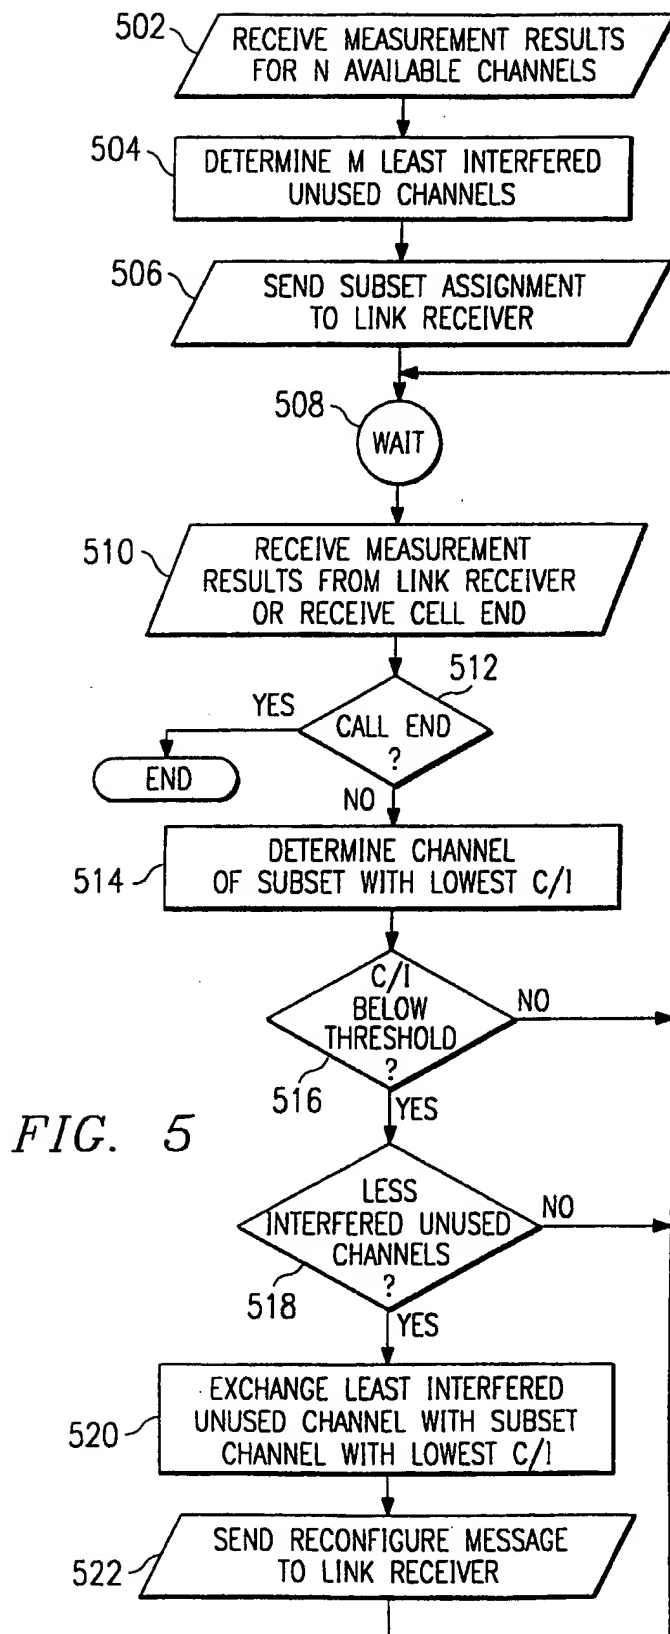 502
RECEIVE MEASUREMENT RESULTS
FOR N AVAILABLE CHANNELS
504
DETERMINE M LEAST INTERFERED
UNUSED CHANNELS
506
SEND SUBSET ASSIGNMENT
TO LINK RECEIVER
508
WAIT
510
RECEIVE MEASUREMENT
RESULTS FROM LINK RECEIVER
OR RECEIVE CELL END
512
YES
CALL END
?
END
NO
514
DETERMINE CHANNEL
OF SUBSET WITH LOWEST C/I
C/I
BELOW
THRESHOLD
?
NO
516
YES
FIG. 5
LESS
INTERFERED UNUSED
CHANNELS
?
NO
518
YES
520
EXCHANGE LEAST INTERFERED
UNUSED CHANNEL WITH SUBSET
CHANNEL WITH LOWEST C/I
522
SEND RECONFIGURE MESSAGE
TO LINK RECEIVER